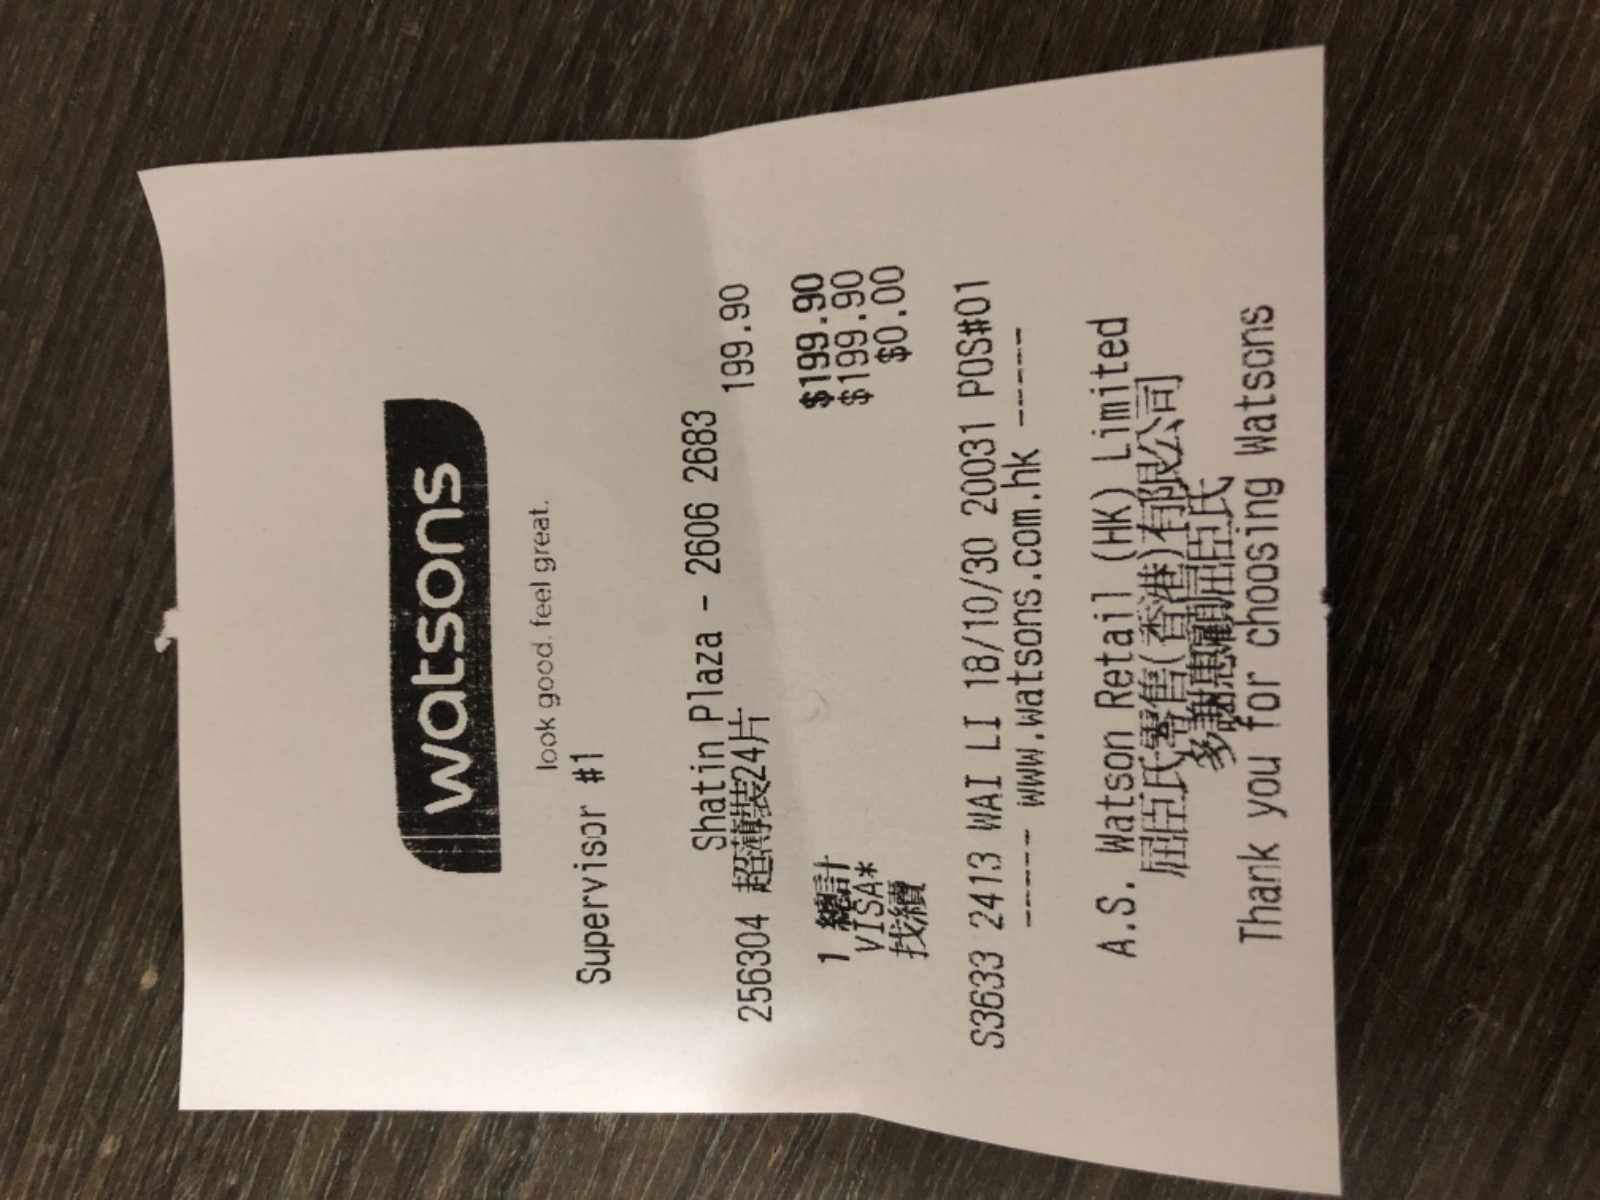 watsons
look good. feel great.
Supervisor #1
Shatin Plaza - 2606 2683
256304 超薄裝24片 199.90
1 總計 $199.90
VISA* $199.90
找續 $0.00
S3633 2413 WAI LI 18/10/30 20031 POS#01
----- www.watsons.com.hk -----
A.S. Watson Retail (HK) Limited
屈臣氏零售(香港)有限公司
多謝惠顧屈臣氏
Thank you for choosing Watsons